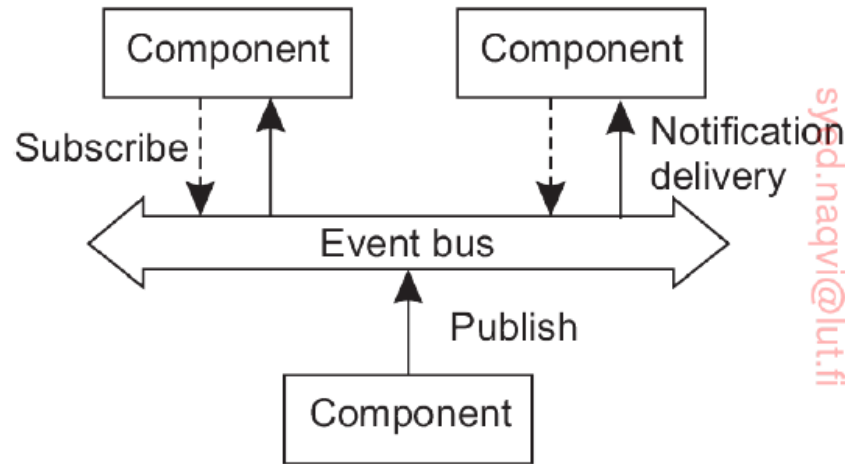 Component
Component
Subscribe
Notification
delivery
Event bus
Publish
Component
syed.naqvi@lut.fi